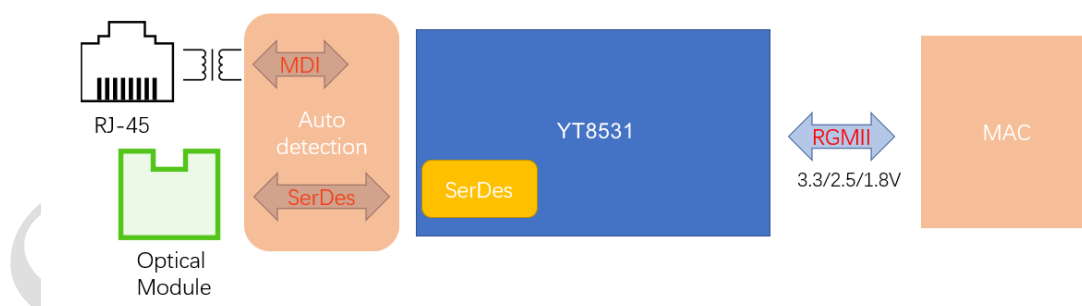 RJ-45
MDI
Auto
detection
SerDes
Optical
Module
YT8531
SerDes
RGMII
3.3/2.5/1.8V
MAC